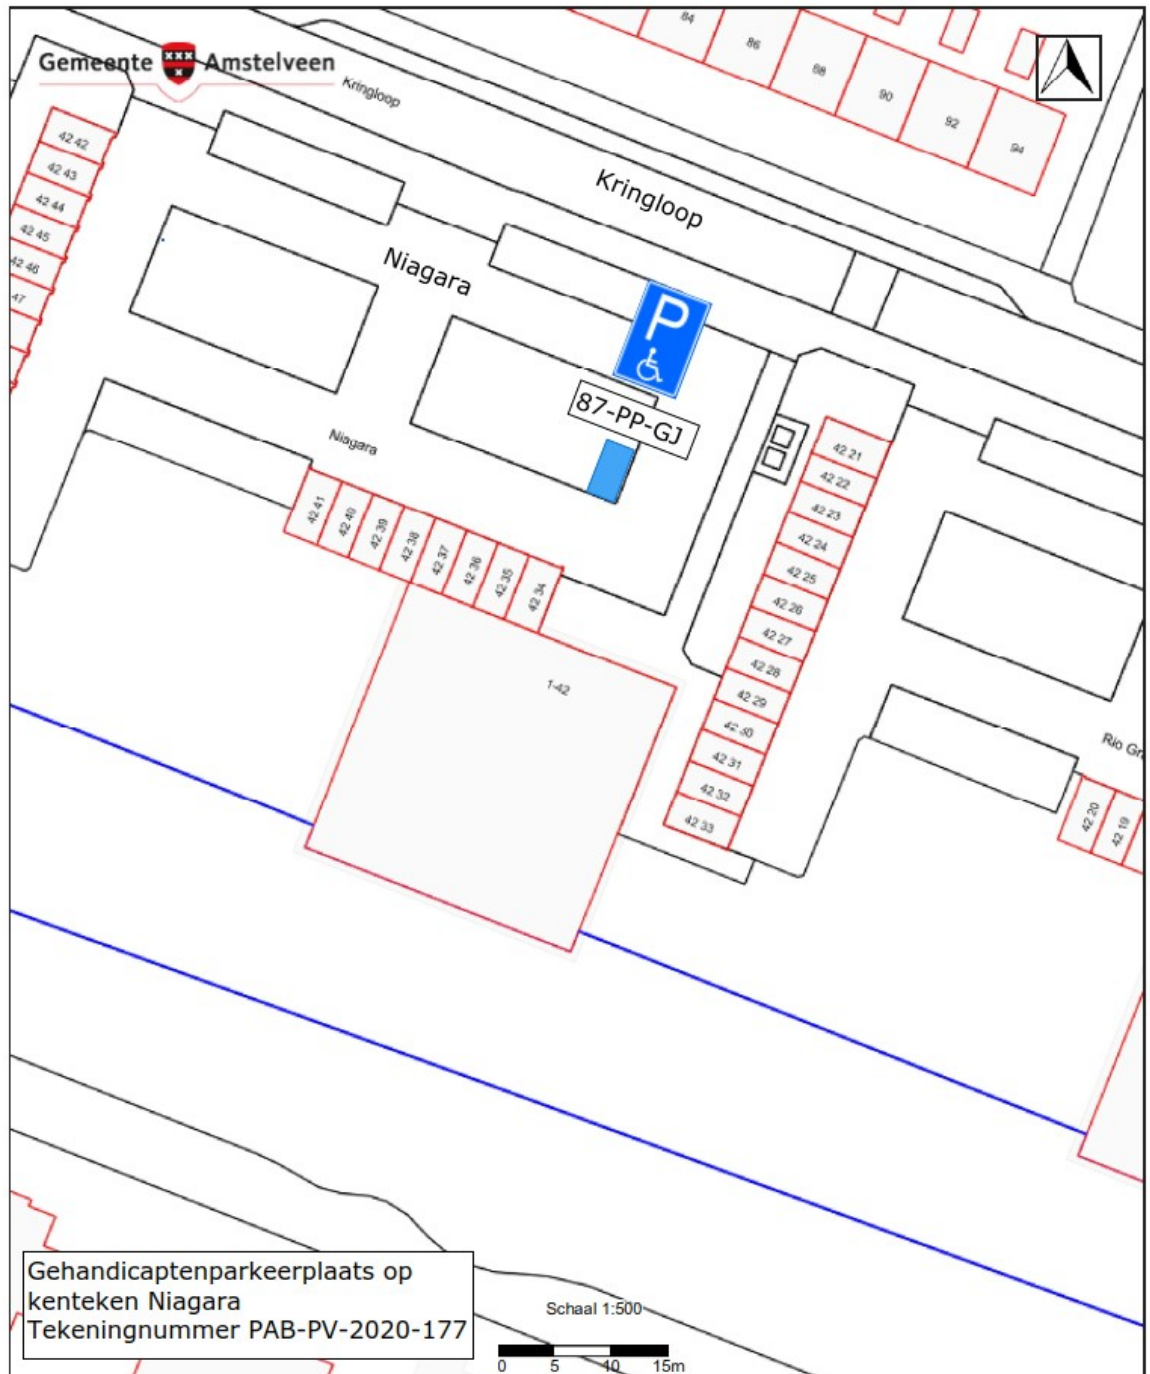 Gemeente Amstelveen
Kringloop
84
86
88
90
92
94
Kringloop
Niagara
42 42
42 43
42 44
42 45
42 46
47
P
87-PP-GJ
Niagara
42 41
42 40
42 39
42 38
42 37
42 36
42 35
42 34
42 21
42 22
42 23
42 24
42 25
42 26
42 27
42 28
42 29
42 30
42 31
42 32
42 33
1-42
Rio Gr
42 20
42 19
Gehandicaptenparkeerplaats op
kenteken Niagara
Tekeningnummer PAB-PV-2020-177
Schaal 1:500
0 5 10 15m